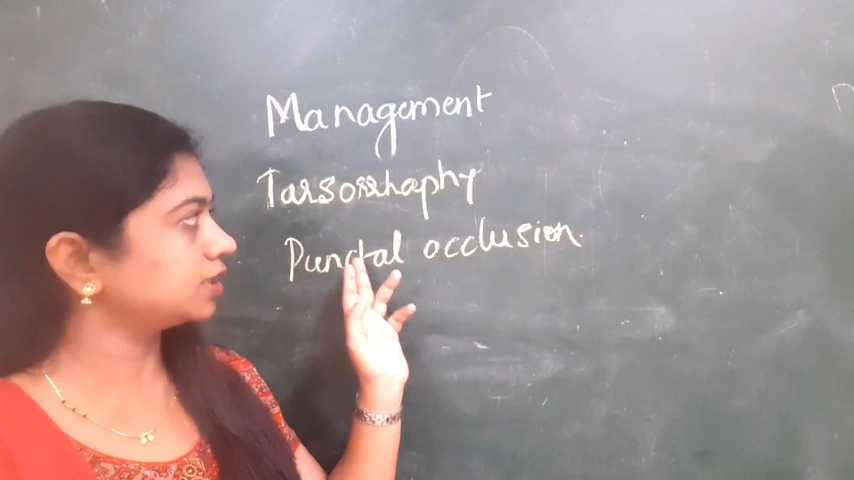 Management
Tarsorrhaphy
Punctal occlusion.